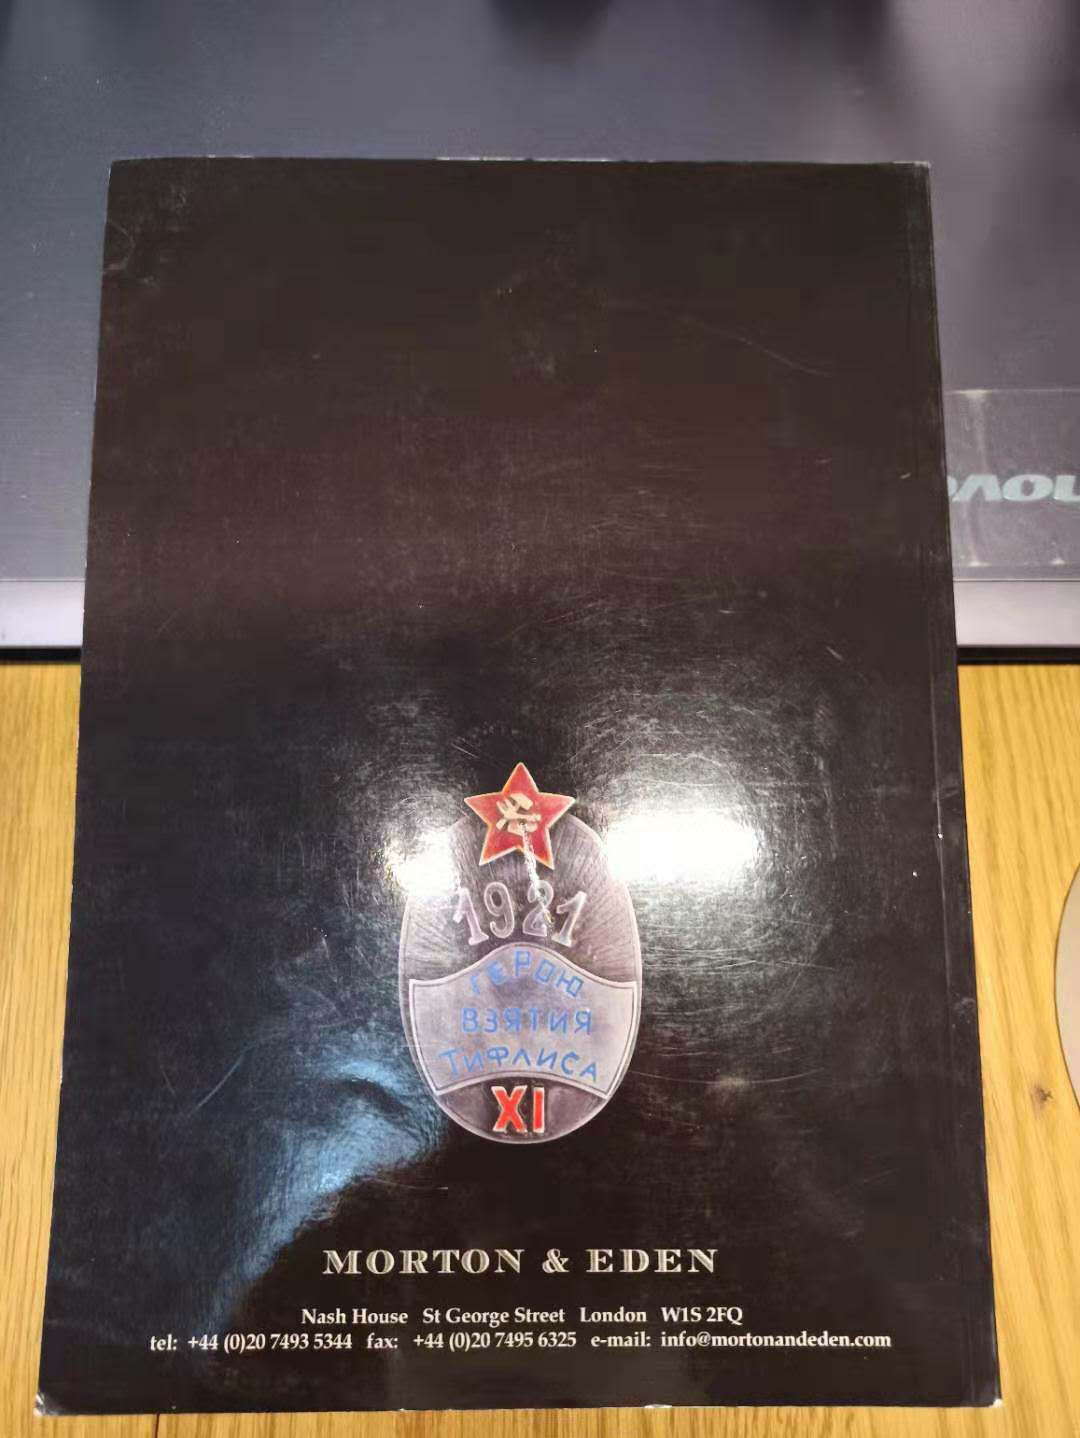 1921
ГЕРОЮ
ВЗЯТИЯ
ТИФЛИСА
XI
MORTON & EDEN
Nash House St George Street London W1S 2FQ
tel: +44 (0)20 7493 5344 fax: +44 (0)20 7495 6325 e-mail: info@mortonandeden.com